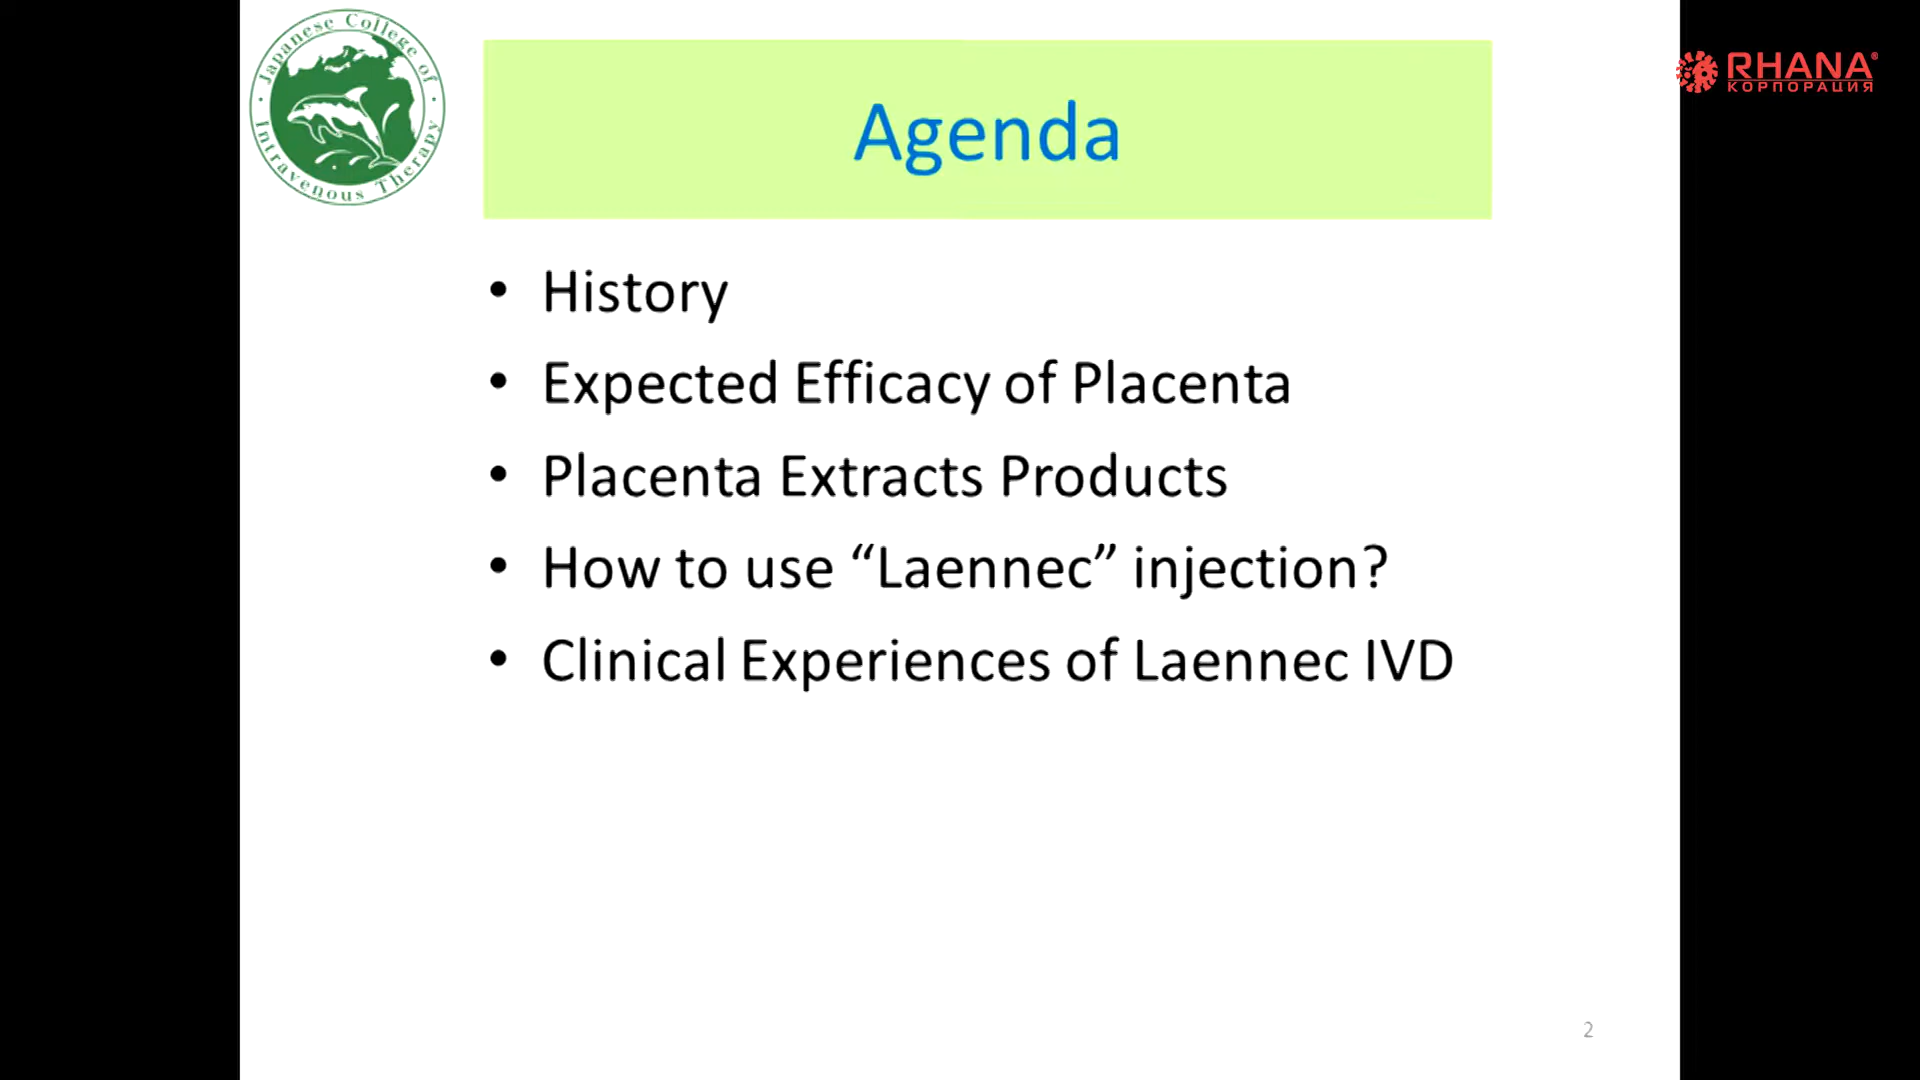 Japanese College of
Intravenous Therapy
RHANA®
КОРПОРАЦИЯ
Agenda
• History
• Expected Efficacy of Placenta
• Placenta Extracts Products
• How to use “Laennec” injection?
• Clinical Experiences of Laennec IVD
2